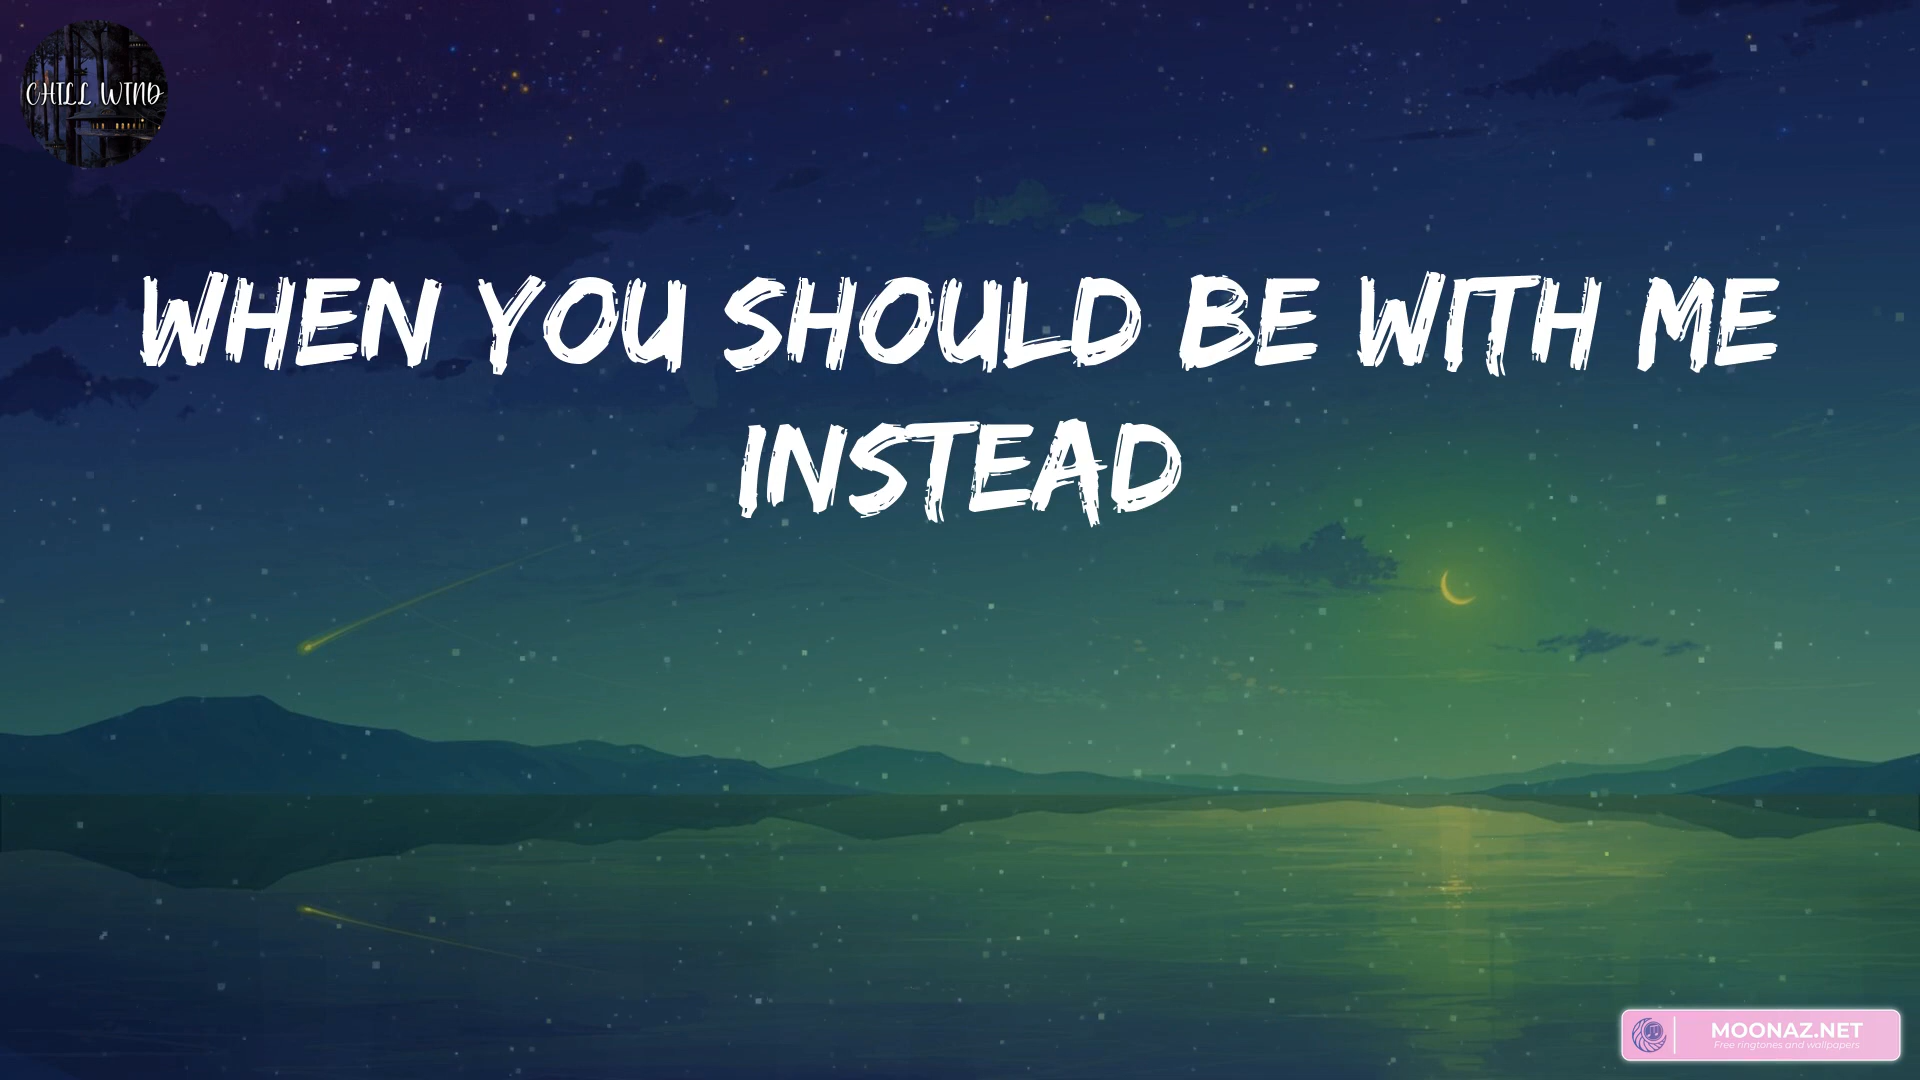 CHILL WIND
WHEN YOU SHOULD BE WITH ME
INSTEAD
MOONAZ.NET
Free ringtones and wallpapers